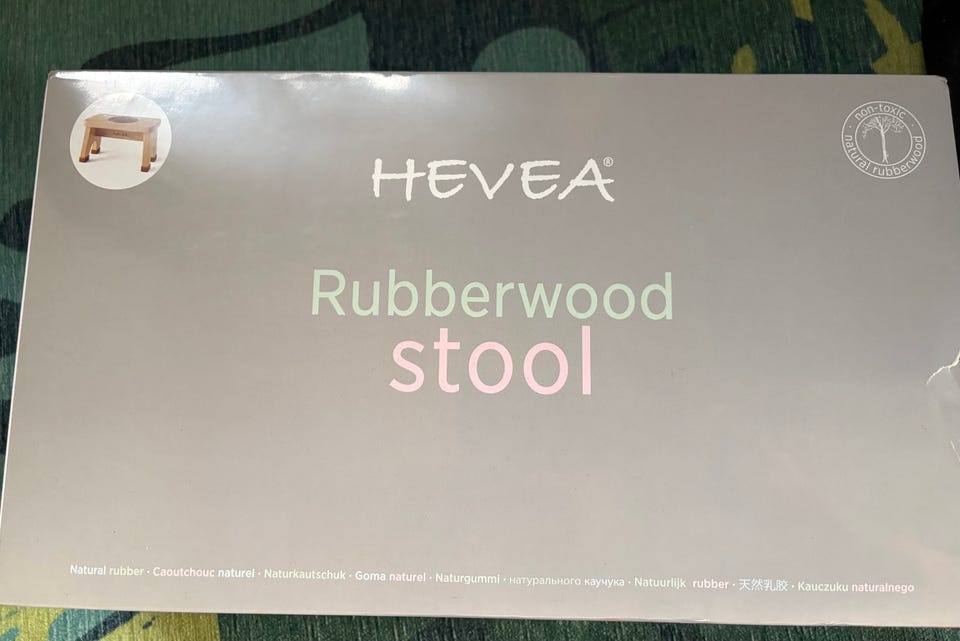 non-toxic
natural rubberwood
HEVEA®
Rubberwood
stool
Natural rubber · Caoutchouc naturel · Naturkautschuk · Goma naturel · Naturgummi · натурального каучука · Natuurlijk rubber · 天然乳胶 · Kauczuku naturalnego